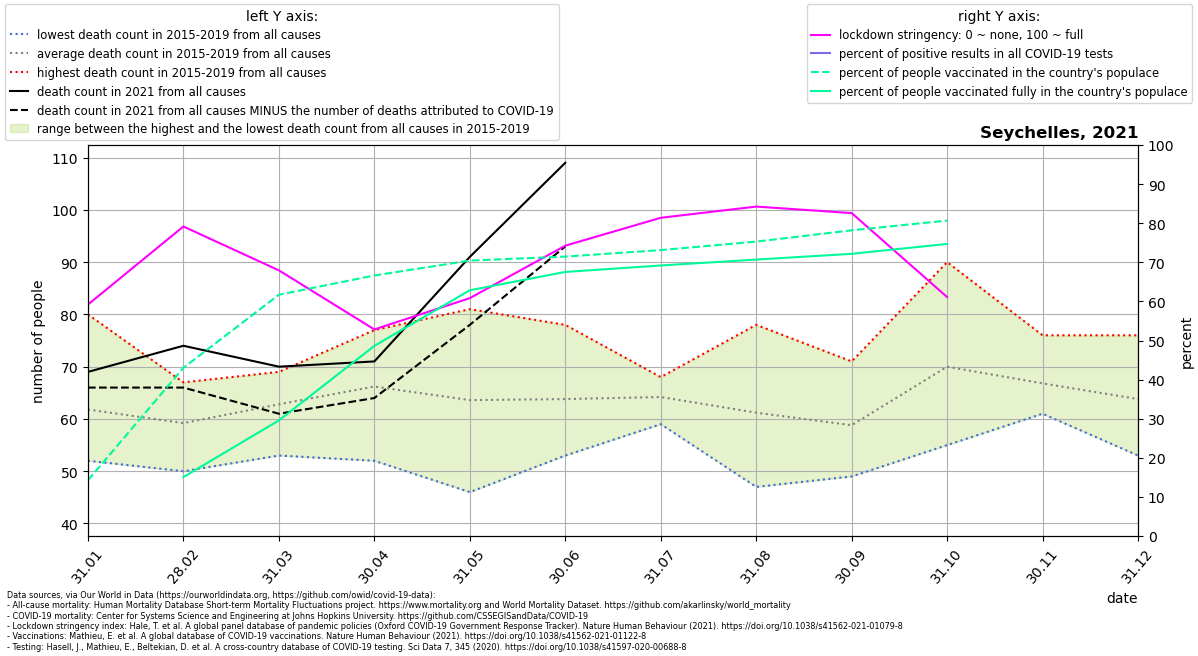 left Y axis:
lowest death count in 2015-2019 from all causes
average death count in 2015-2019 from all causes
highest death count in 2015-2019 from all causes
death count in 2021 from all causes
death count in 2021 from all causes MINUS the number of deaths attributed to COVID-19
range between the highest and the lowest death count from all causes in 2015-2019
right Y axis:
lockdown stringency: 0 ~ none, 100 ~ full
percent of positive results in all COVID-19 tests
percent of people vaccinated in the country's populace
percent of people vaccinated fully in the country's populace
Seychelles, 2021
110
100
90
80
70
60
50
40
number of people
100
90
80
70
60
50
40
30
20
10
0
percent
31.01
28.02
31.03
30.04
31.05
30.06
31.07
31.08
30.09
31.10
30.11
31.12
date
Data sources, via Our World in Data (https://ourworldindata.org, https://github.com/owid/covid-19-data):
- All-cause mortality: Human Mortality Database Short-term Mortality Fluctuations project. https://www.mortality.org and World Mortality Dataset. https://github.com/akarlinsky/world_mortality
- COVID-19 mortality: Center for Systems Science and Engineering at Johns Hopkins University. https://github.com/CSSEGISandData/COVID-19
- Lockdown stringency index: Hale, T. et al. A global panel database of pandemic policies (Oxford COVID-19 Government Response Tracker). Nature Human Behaviour (2021). https://doi.org/10.1038/s41562-021-01079-8
- Vaccinations: Mathieu, E. et al. A global database of COVID-19 vaccinations. Nature Human Behaviour (2021). https://doi.org/10.1038/s41562-021-01122-8
- Testing: Hasell, J., Mathieu, E., Beltekian, D. et al. A cross-country database of COVID-19 testing. Sci Data 7, 345 (2020). https://doi.org/10.1038/s41597-020-00688-8